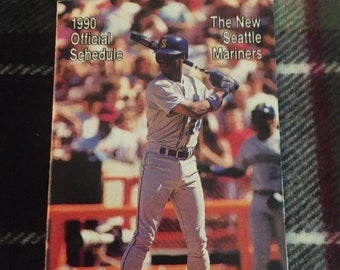 1990
Official
Schedule
The New
Seattle
Mariners